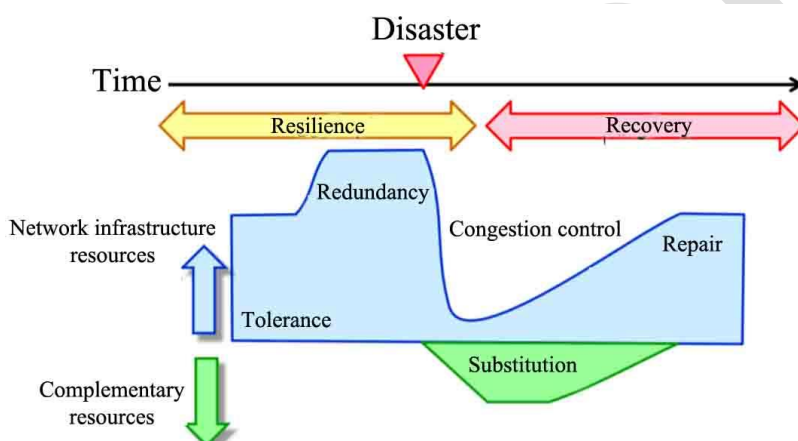 Disaster
Time
Resilience
Recovery
Redundancy
Network infrastructure
resources
Congestion control
Repair
Tolerance
Substitution
Complementary
resources